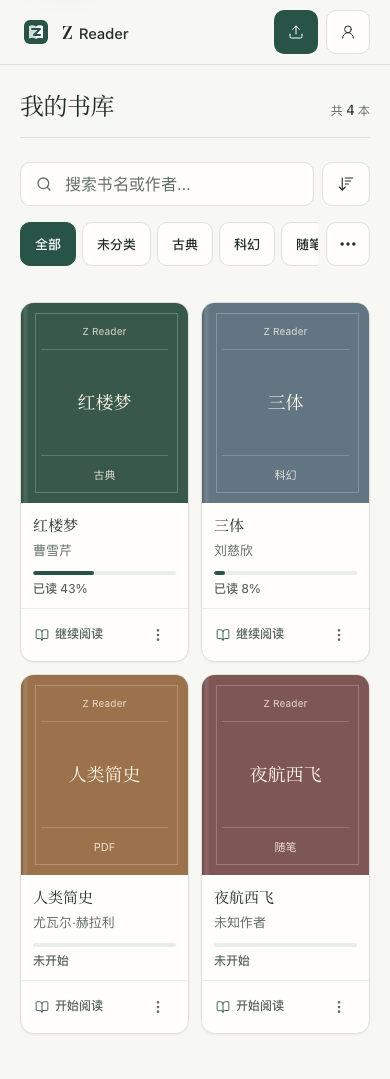 Z Reader
我的书库
共 4 本
搜索书名或作者...
全部
未分类
古典
科幻
随笔
Z Reader
红楼梦
古典
红楼梦
曹雪芹
已读 43%
继续阅读
Z Reader
三体
科幻
三体
刘慈欣
已读 8%
继续阅读
Z Reader
人类简史
PDF
人类简史
尤瓦尔·赫拉利
未开始
开始阅读
Z Reader
夜航西飞
随笔
夜航西飞
未知作者
未开始
开始阅读